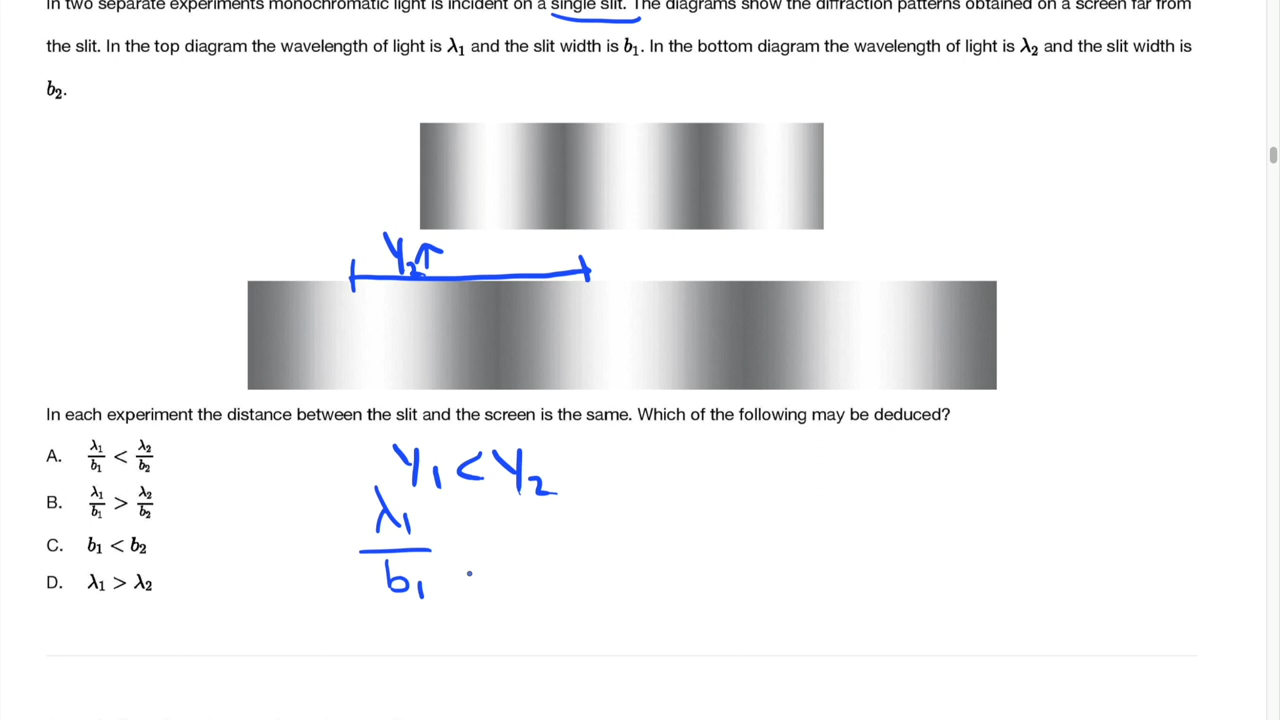 In two separate experiments monochromatic light is incident on a single slit. The diagrams show the diffraction patterns obtained on a screen far from
the slit. In the top diagram the wavelength of light is λ₁ and the slit width is b₁. In the bottom diagram the wavelength of light is λ₂ and the slit width is
b₂.
Y₂↑
In each experiment the distance between the slit and the screen is the same. Which of the following may be deduced?
A. λ₁/b₁ < λ₂/b₂
B. λ₁/b₁ > λ₂/b₂
C. b₁ < b₂
D. λ₁ > λ₂
Y₁ < Y₂
λ₁
b₁